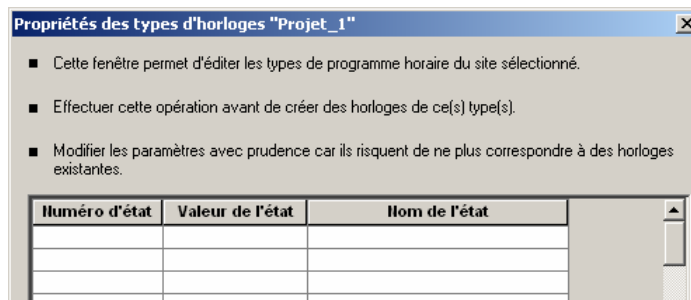 Propriétés des types d'horloges "Projet_1"
Cette fenêtre permet d'éditer les types de programme horaire du site sélectionné.
Effectuer cette opération avant de créer des horloges de ce(s) type(s).
Modifier les paramètres avec prudence car ils risquent de ne plus correspondre à des horloges
existantes.
Numéro d'état Valeur de l'état Nom de l'état